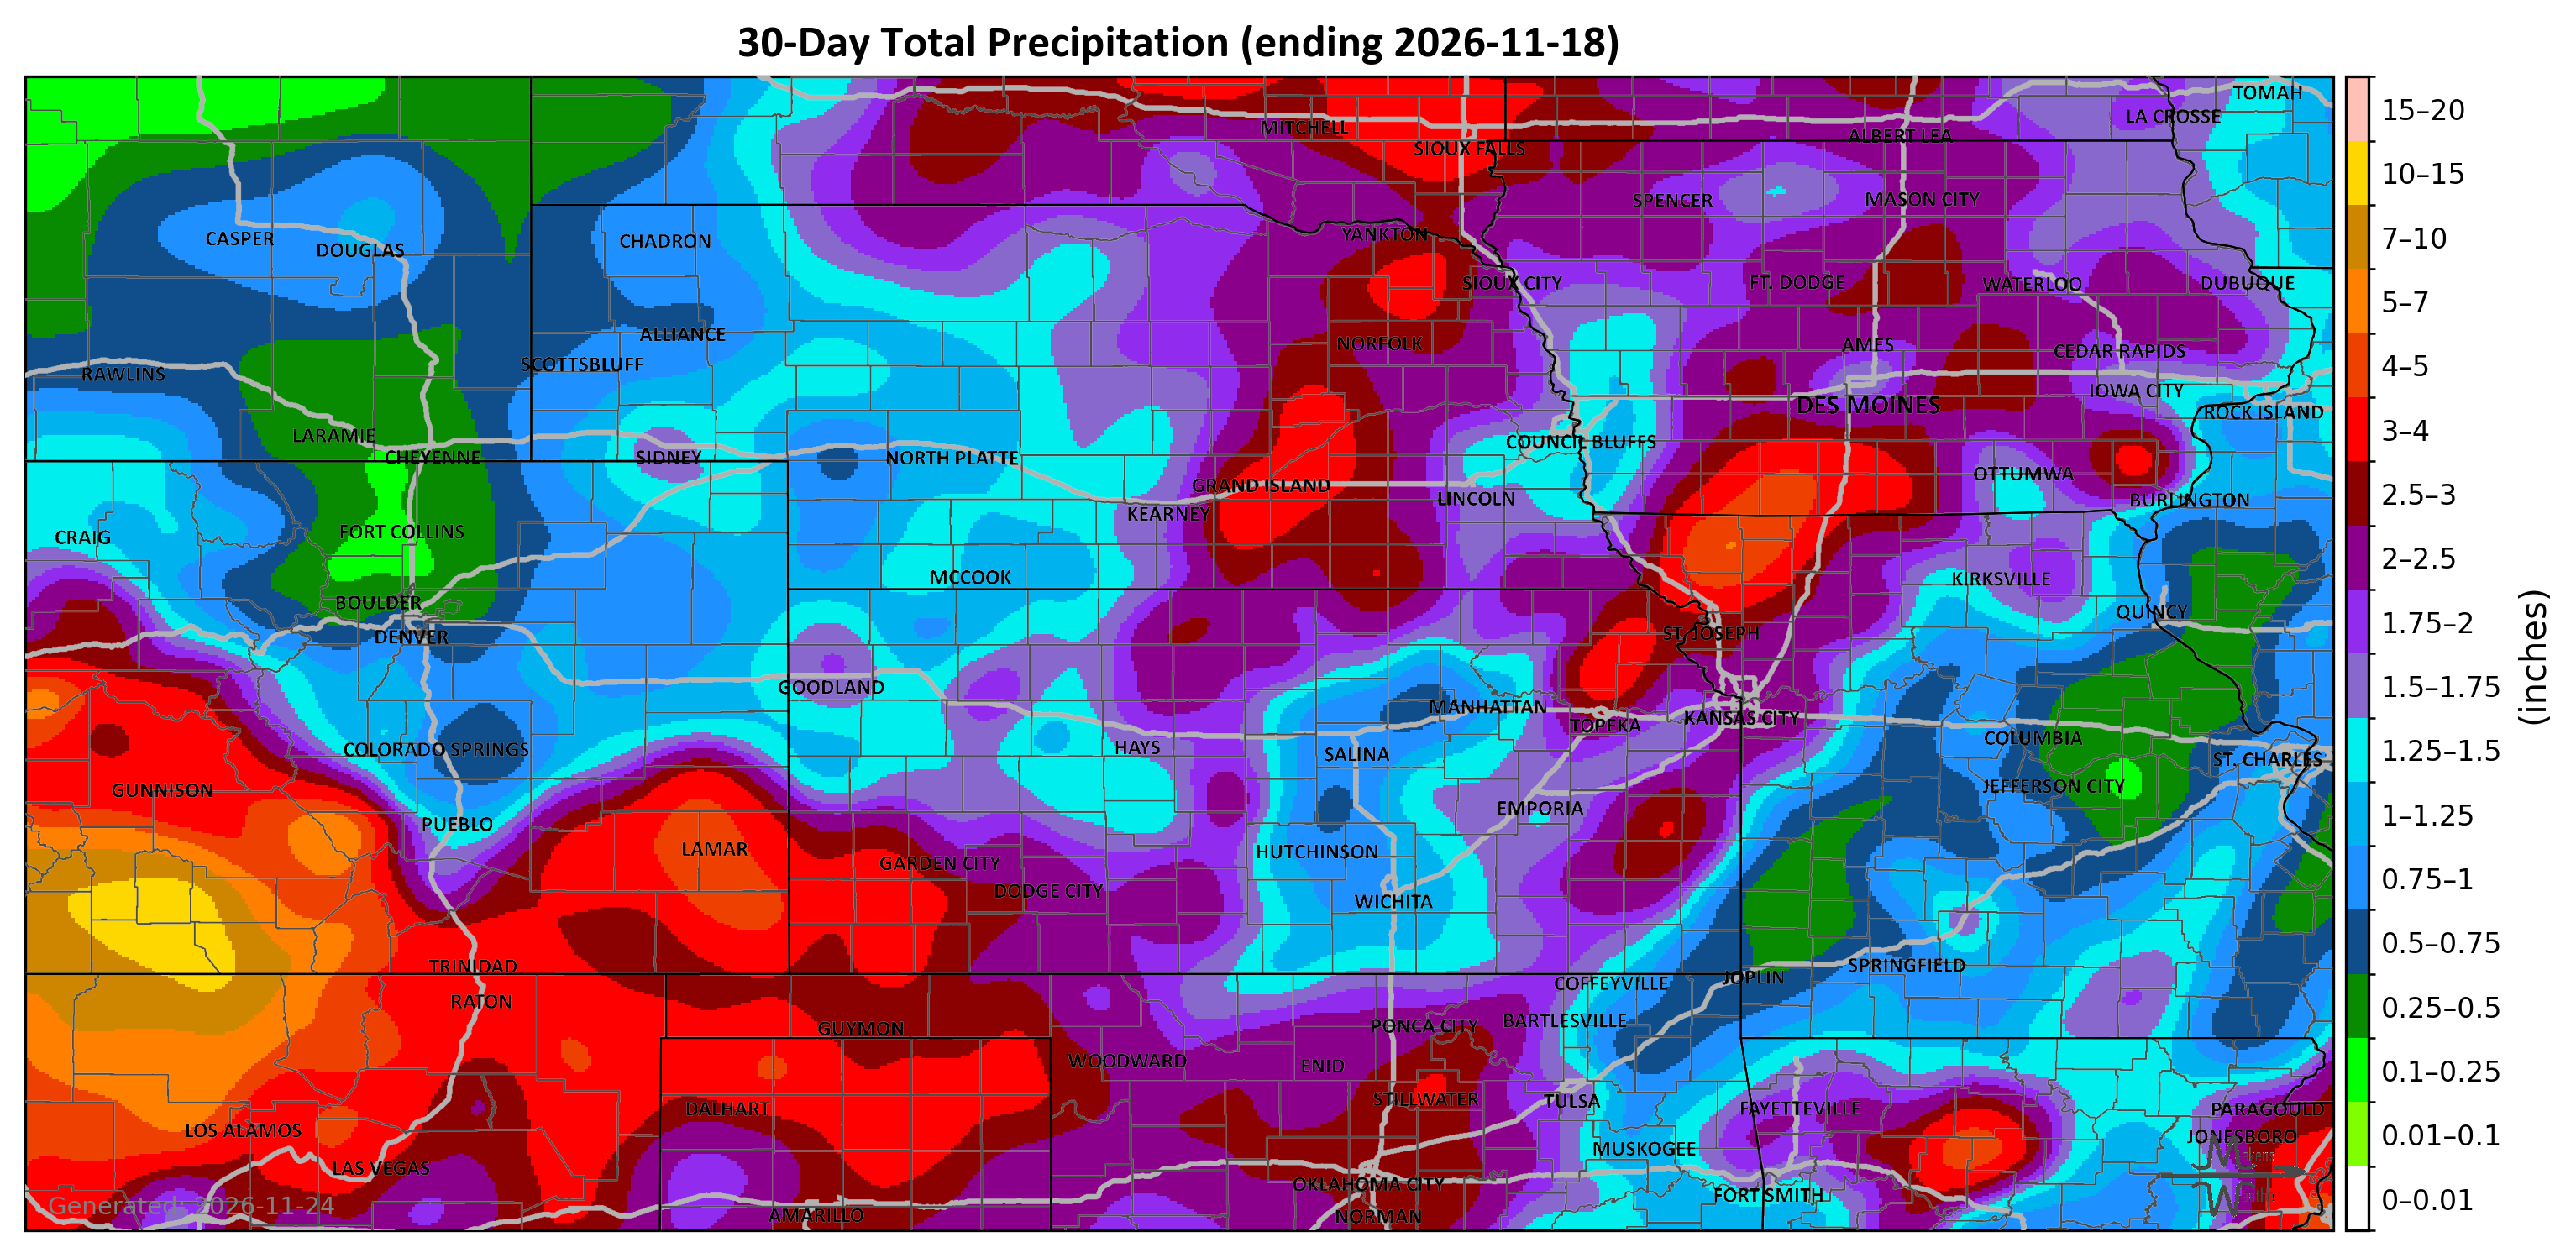 30-Day Total Precipitation (ending 2026-11-18)
TOMAH
LA CROSSE
MITCHELL
ALBERT LEA
SIOUX FALLS
SPENCER
MASON CITY
YANKTON
CASPER
DOUGLAS
CHADRON
SIOUX CITY
FT. DODGE
WATERLOO
DUBUQUE
ALLIANCE
NORFOLK
AMES
CEDAR RAPIDS
SCOTTSBLUFF
RAWLINS
IOWA CITY
DES MOINES
ROCK ISLAND
LARAMIE
COUNCIL BLUFFS
CHEYENNE
SIDNEY
NORTH PLATTE
OTTUMWA
GRAND ISLAND
LINCOLN
BURLINGTON
KEARNEY
FORT COLLINS
CRAIG
MCCOOK
KIRKSVILLE
BOULDER
QUINCY
DENVER
ST. JOSEPH
GOODLAND
MANHATTAN
TOPEKA
KANSAS CITY
COLUMBIA
COLORADO SPRINGS
HAYS
SALINA
ST. CHARLES
GUNNISON
JEFFERSON CITY
EMPORIA
PUEBLO
LAMAR
HUTCHINSON
GARDEN CITY
DODGE CITY
WICHITA
TRINIDAD
SPRINGFIELD
JOPLIN
COFFEYVILLE
RATON
GUYMON
PONCA CITY
BARTLESVILLE
WOODWARD
ENID
STILLWATER
TULSA
DALHART
FAYETTEVILLE
PARAGOULD
LOS ALAMOS
JONESBORO
MUSKOGEE
LAS VEGAS
OKLAHOMA CITY
FORT SMITH
AMARILLO
NORMAN
Generated: 2026-11-24
15–20
10–15
7–10
5–7
4–5
3–4
2.5–3
2–2.5
1.75–2
1.5–1.75
1.25–1.5
1–1.25
0.75–1
0.5–0.75
0.25–0.5
0.1–0.25
0.01–0.1
0–0.01
(inches)